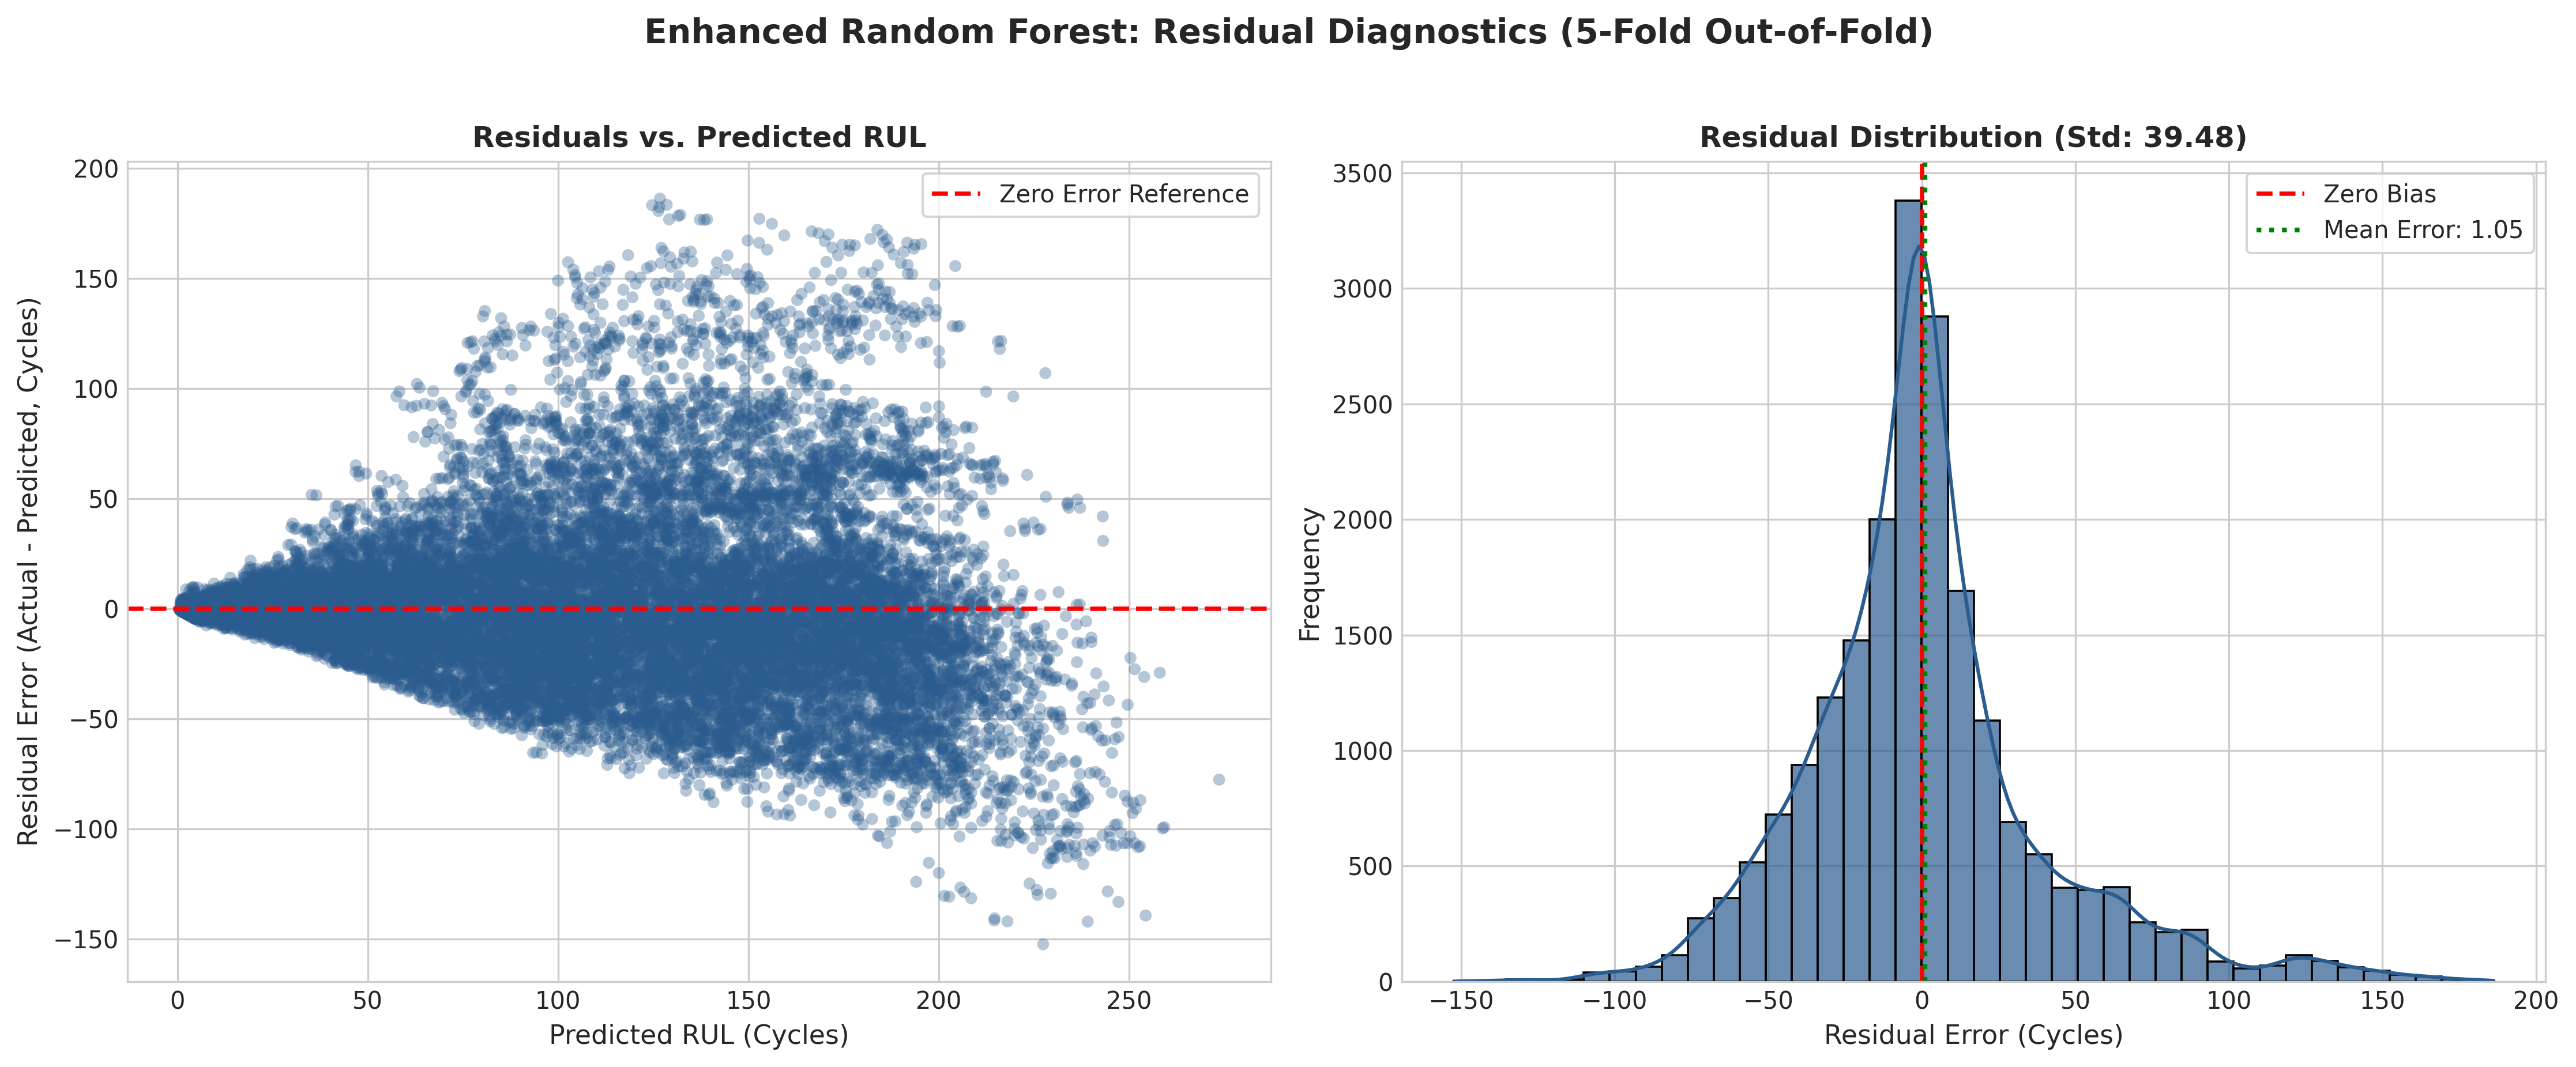 Enhanced Random Forest: Residual Diagnostics (5-Fold Out-of-Fold)
Residuals vs. Predicted RUL
Zero Error Reference
Residual Error (Actual - Predicted, Cycles)
200
150
100
50
0
−50
−100
−150
0 50 100 150 200 250
Predicted RUL (Cycles)
Residual Distribution (Std: 39.48)
Zero Bias
Mean Error: 1.05
Frequency
3500
3000
2500
2000
1500
1000
500
0
−150 −100 −50 0 50 100 150 200
Residual Error (Cycles)